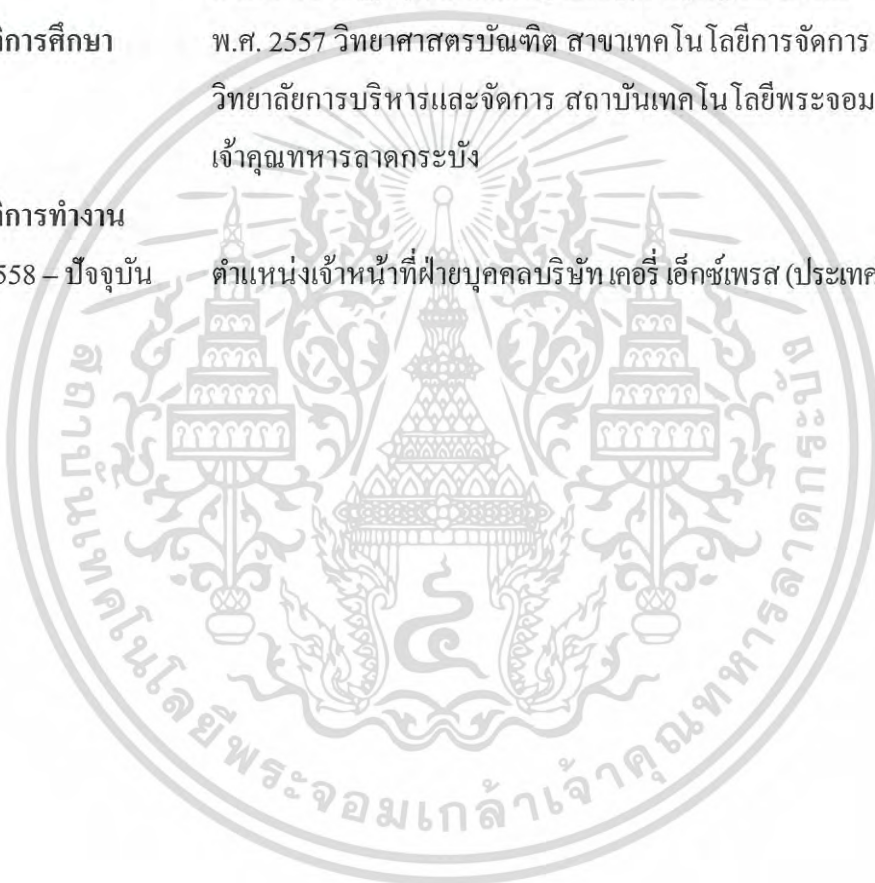 ติการศึกษา พ.ศ. 2557 วิทยาศาสตรบัณฑิต สาขาเทคโนโลยีการจัดการ
วิทยาลัยการบริหารและจัดการ สถาบันเทคโนโลยีพระจอม
เจ้าคุณทหารลาดกระบัง
ติการทำงาน
558 – ปัจจุบัน ตำแหน่งเจ้าหน้าที่ฝ่ายบุคคลบริษัท เคอรี่ เอ็กซ์เพรส (ประเทศ
สถาบันเทคโนโลยีพระจอมเกล้าเจ้าคุณทหารลาดกระบัง
๔